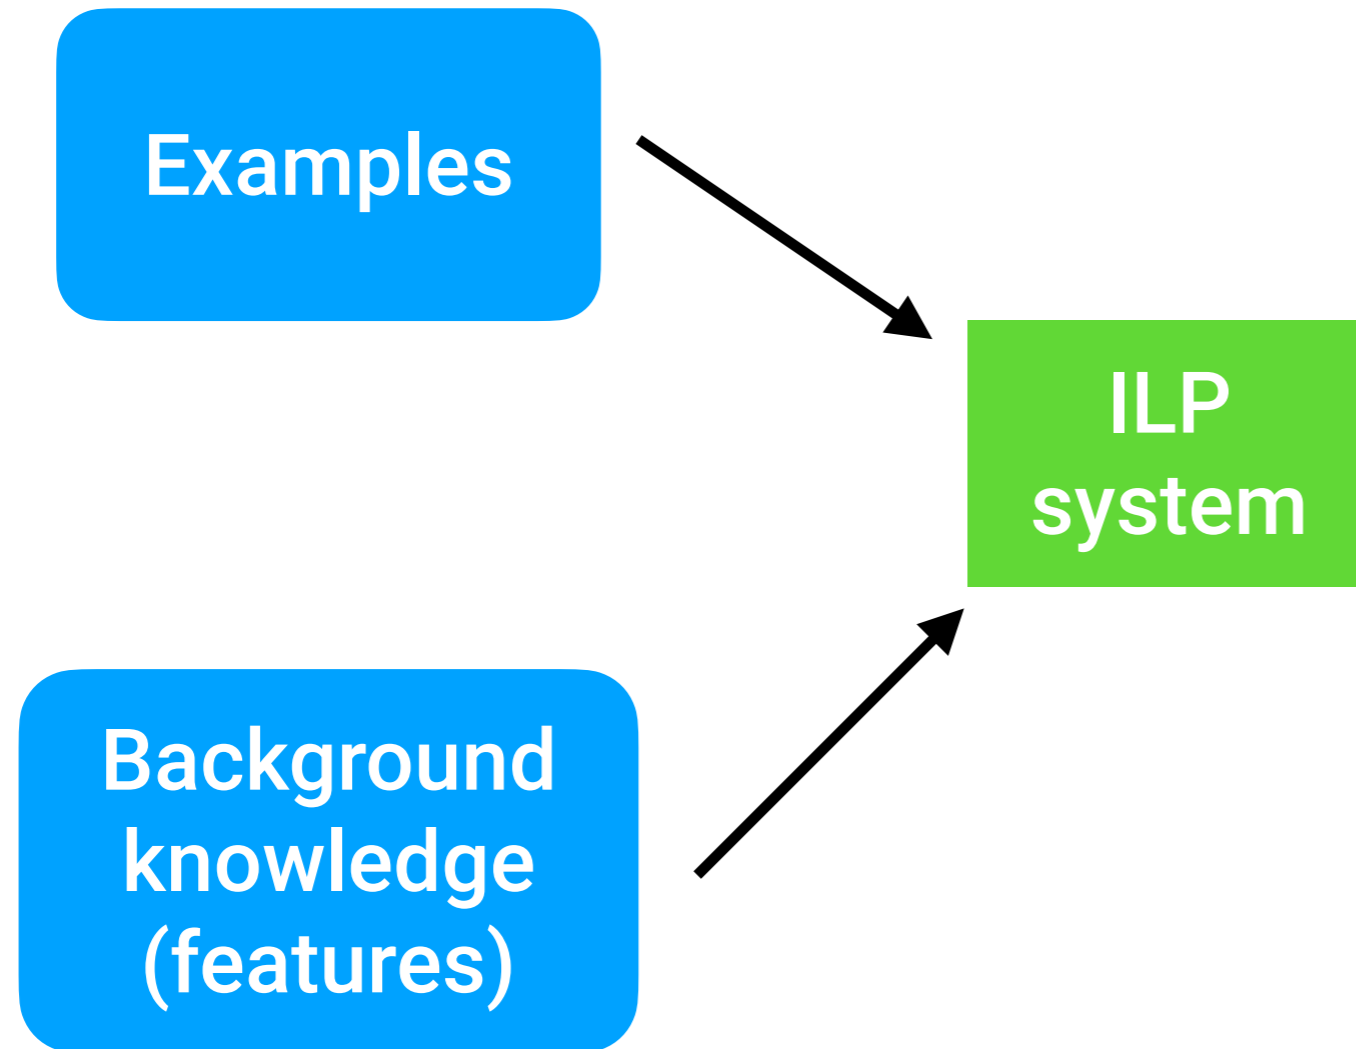 Examples
ILP
system
Background
knowledge
(features)